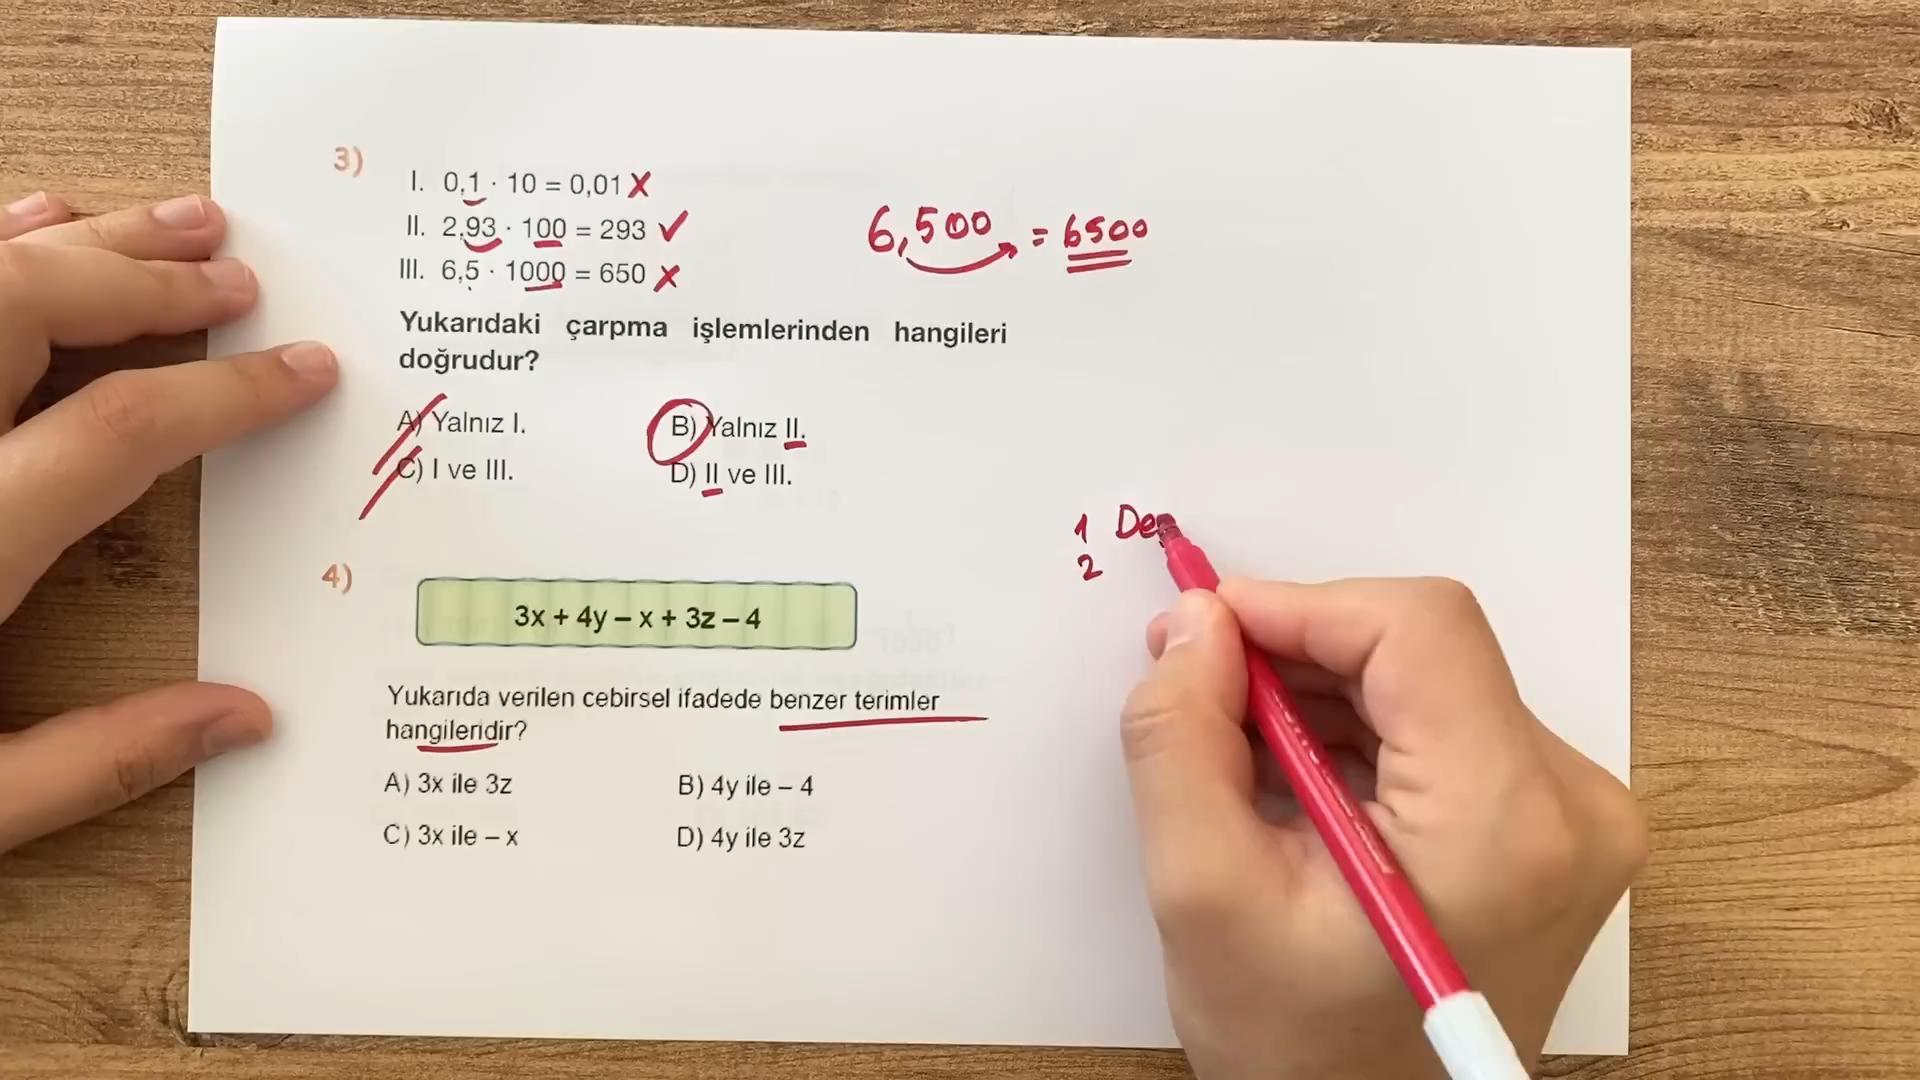 3)
I. 0,1 · 10 = 0,01 X
II. 2,93 · 100 = 293 ✓
III. 6,5 · 1000 = 650 X
6,500 = 6500
Yukarıdaki çarpma işlemlerinden hangileri
doğrudur?
A) Yalnız I.
B) Yalnız II.
C) I ve III.
D) II ve III.
4)
3x + 4y – x + 3z – 4
Yukarıda verilen cebirsel ifadede benzer terimler
hangileridir?
A) 3x ile 3z
B) 4y ile – 4
C) 3x ile – x
D) 4y ile 3z
1
2